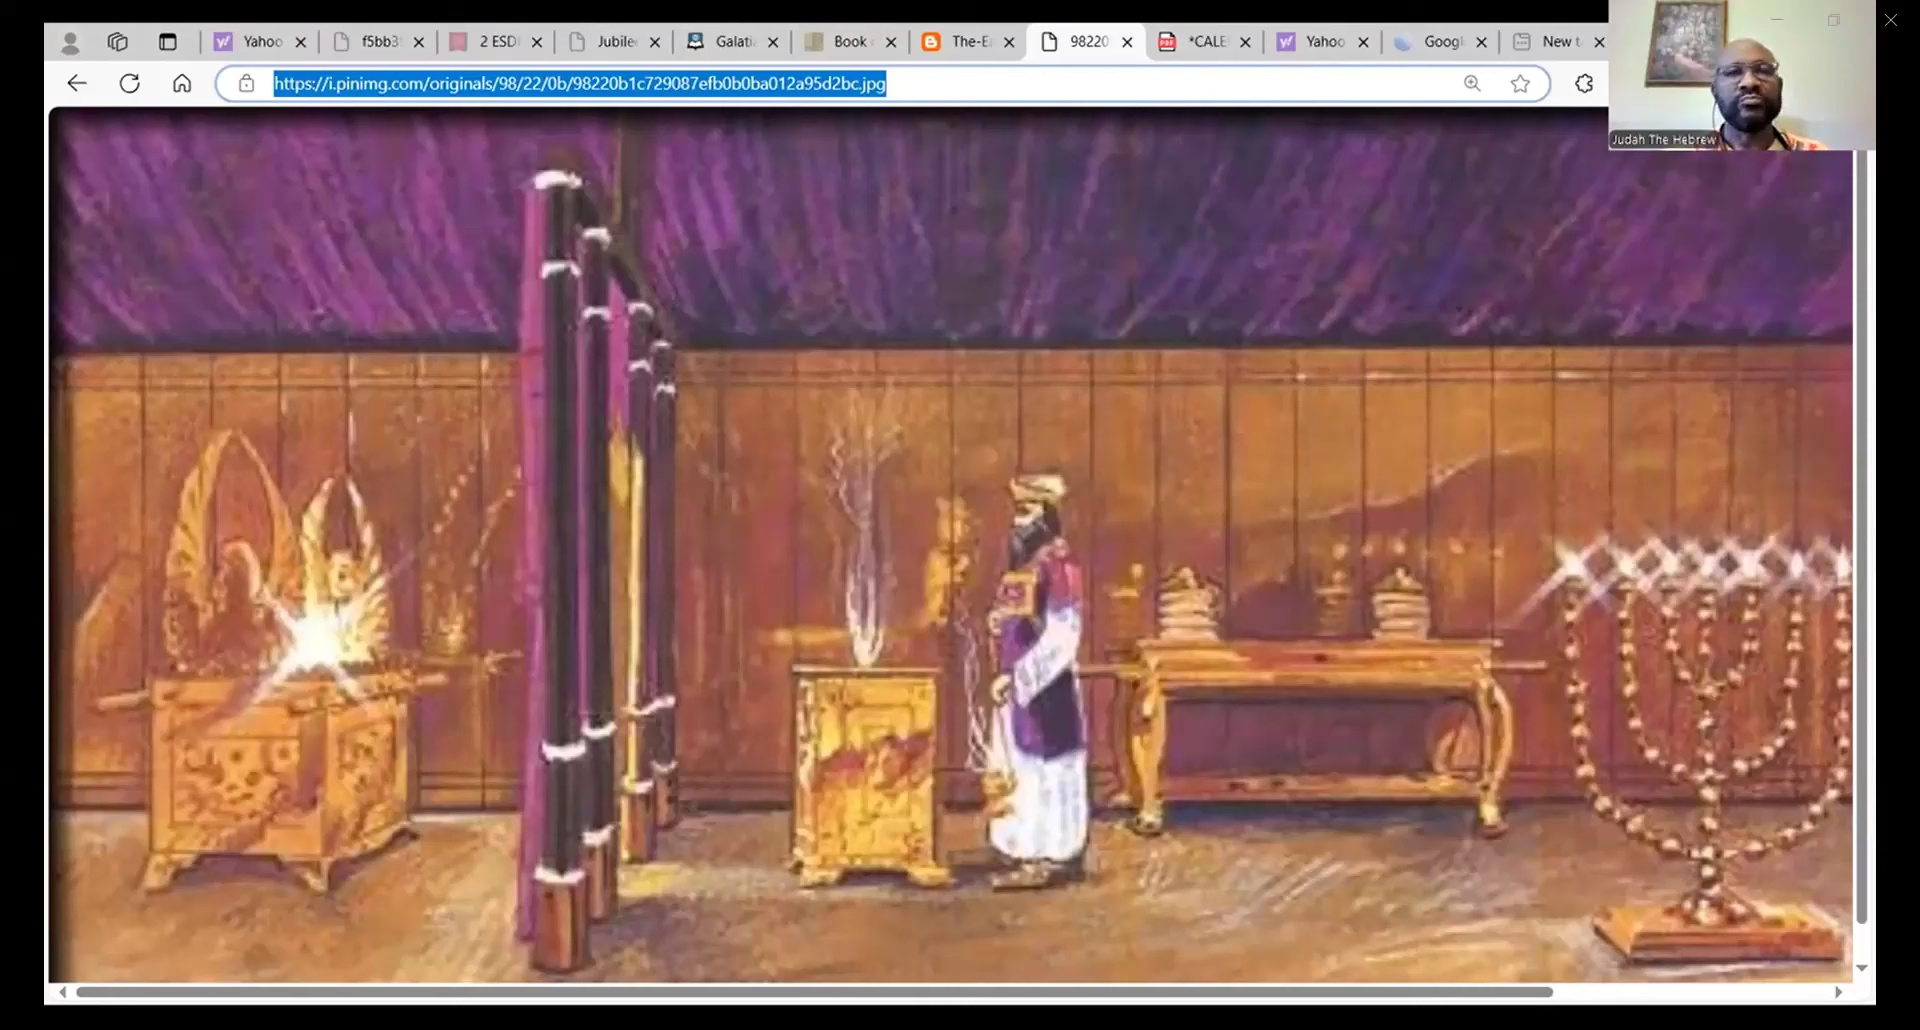 Yahoo
f5bb3
2 ESDI
Jubile
Galati
Book
The-E
98220
*CALE
Yahoo
Googl
New t
https://i.pinimg.com/originals/98/22/0b/98220b1c729087efb0b0ba012a95d2bc.jpg
Judah The Hebrew